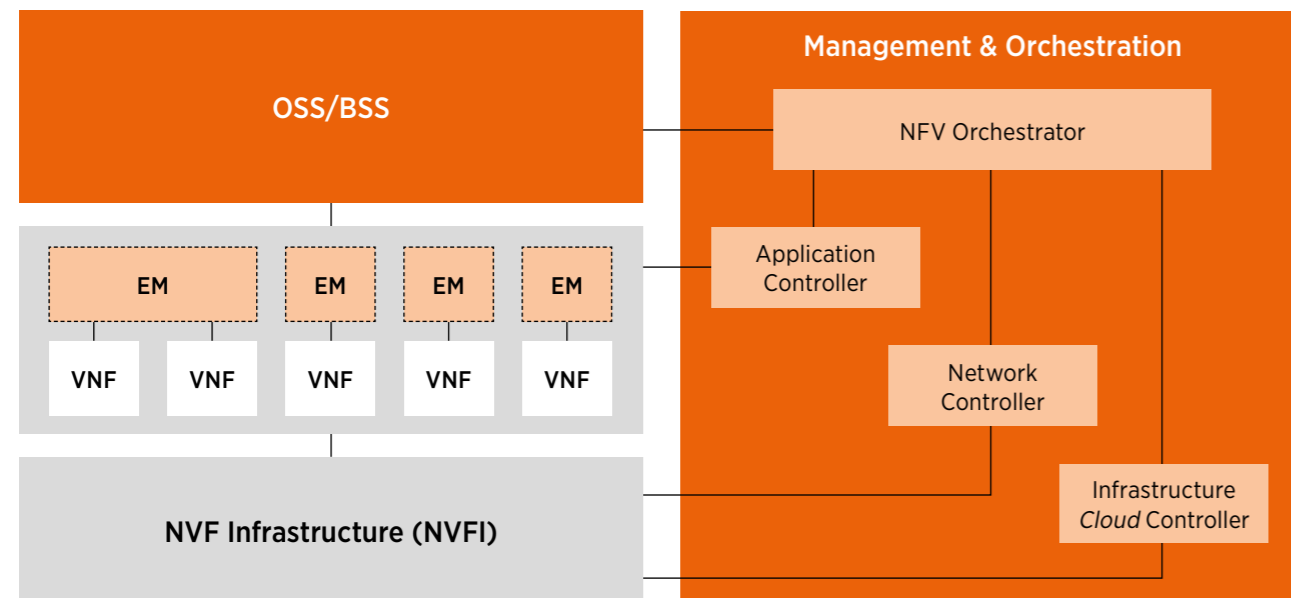 OSS/BSS
Management & Orchestration
NFV Orchestrator
Application
Controller
EM
EM
EM
EM
VNF
VNF
VNF
VNF
VNF
Network
Controller
NVF Infrastructure (NVFI)
Infrastructure
Cloud Controller